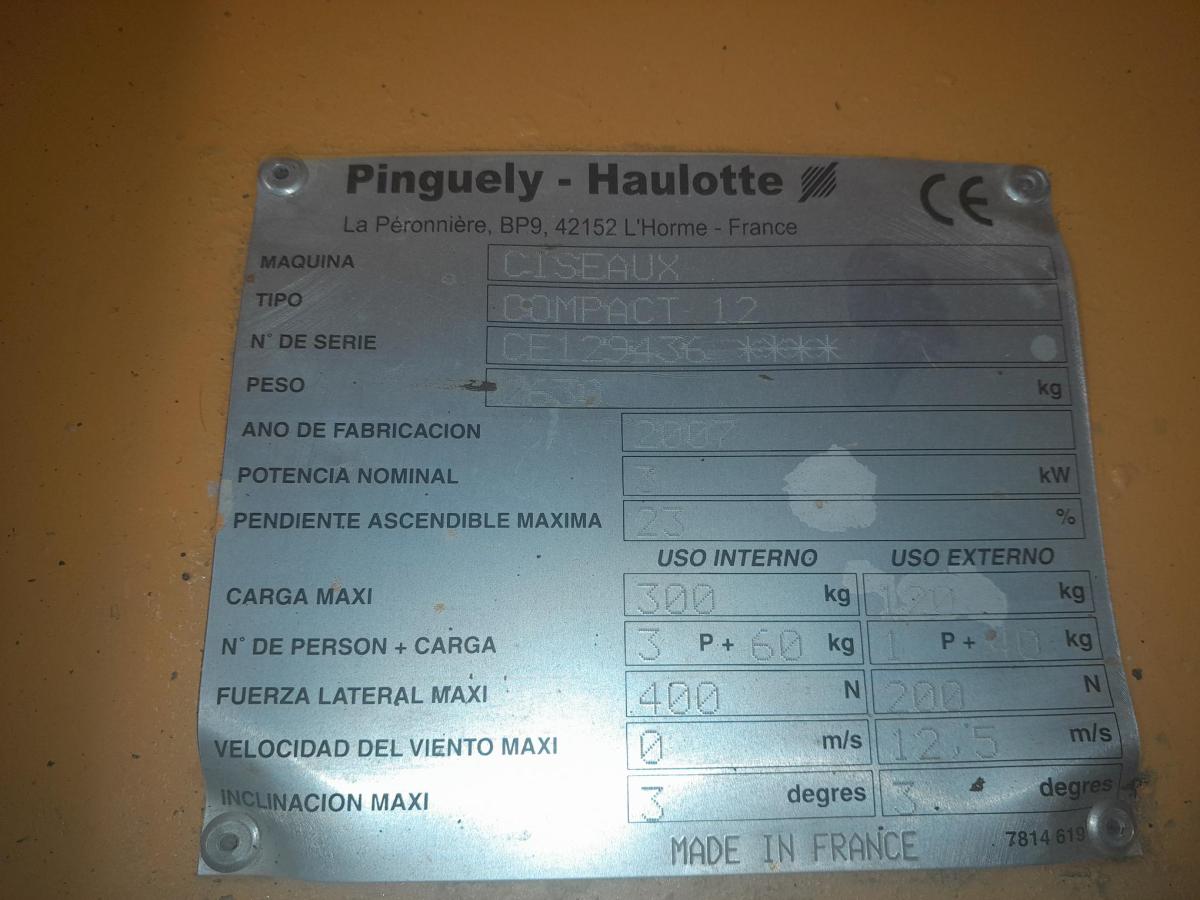 Pinguely - Haulotte
CE
La Péronnière, BP9, 42152 L'Horme - France
MAQUINA CISEAUX
TIPO COMPACT 12
N° DE SERIE CE129436 ****
PESO 2630 kg
ANO DE FABRICACION 2007
POTENCIA NOMINAL 3 kW
PENDIENTE ASCENDIBLE MAXIMA 23 %
USO INTERNO USO EXTERNO
CARGA MAXI 300 kg 120 kg
N° DE PERSON + CARGA 3 P + 60 kg 1 P + 40 kg
FUERZA LATERAL MAXI 400 N 200 N
VELOCIDAD DEL VIENTO MAXI 0 m/s 12.5 m/s
INCLINACION MAXI 3 degres 3 degres
MADE IN FRANCE 7814 619